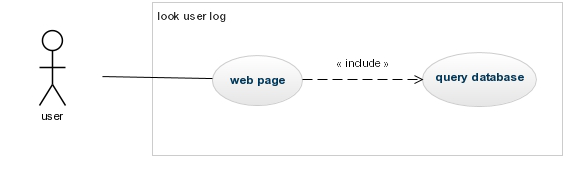 look user log
« include »
web page
query database
user